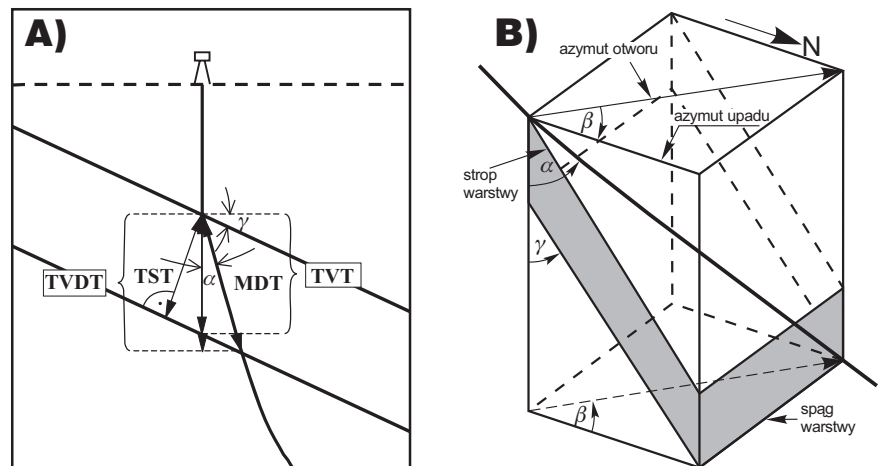 A)
γ
TVDT
TST
α
MDT
TVT
B)
N
azymut otworu
β
azymut upadu
strop
warstwy
α
γ
β
spąg
warstwy